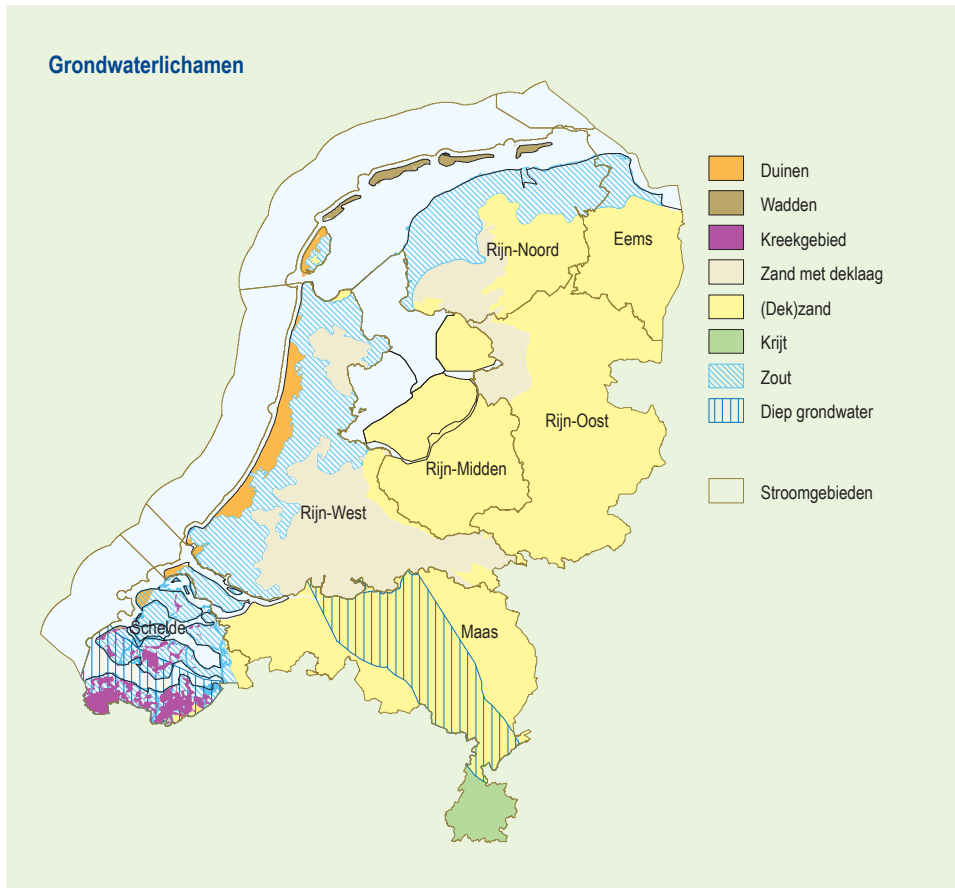 Grondwaterlichamen
Duinen
Wadden
Kreekgebied
Zand met deklaag
(Dek)zand
Krijt
Zout
Diep grondwater
Stroomgebieden
Rijn-Noord
Eems
Rijn-Oost
Rijn-Midden
Rijn-West
Schelde
Maas